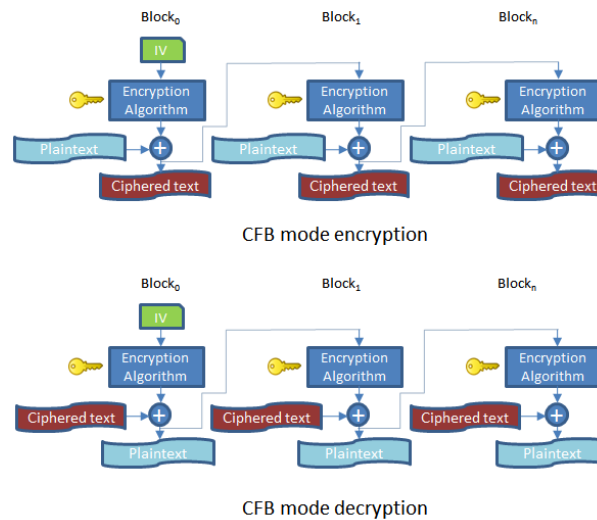 Block₀ Block₁ Blockₙ
IV
Encryption Algorithm Encryption Algorithm Encryption Algorithm
Plaintext Plaintext Plaintext
Ciphered text Ciphered text Ciphered text
CFB mode encryption
Block₀ Block₁ Blockₙ
IV
Encryption Algorithm Encryption Algorithm Encryption Algorithm
Ciphered text Ciphered text Ciphered text
Plaintext Plaintext Plaintext
CFB mode decryption